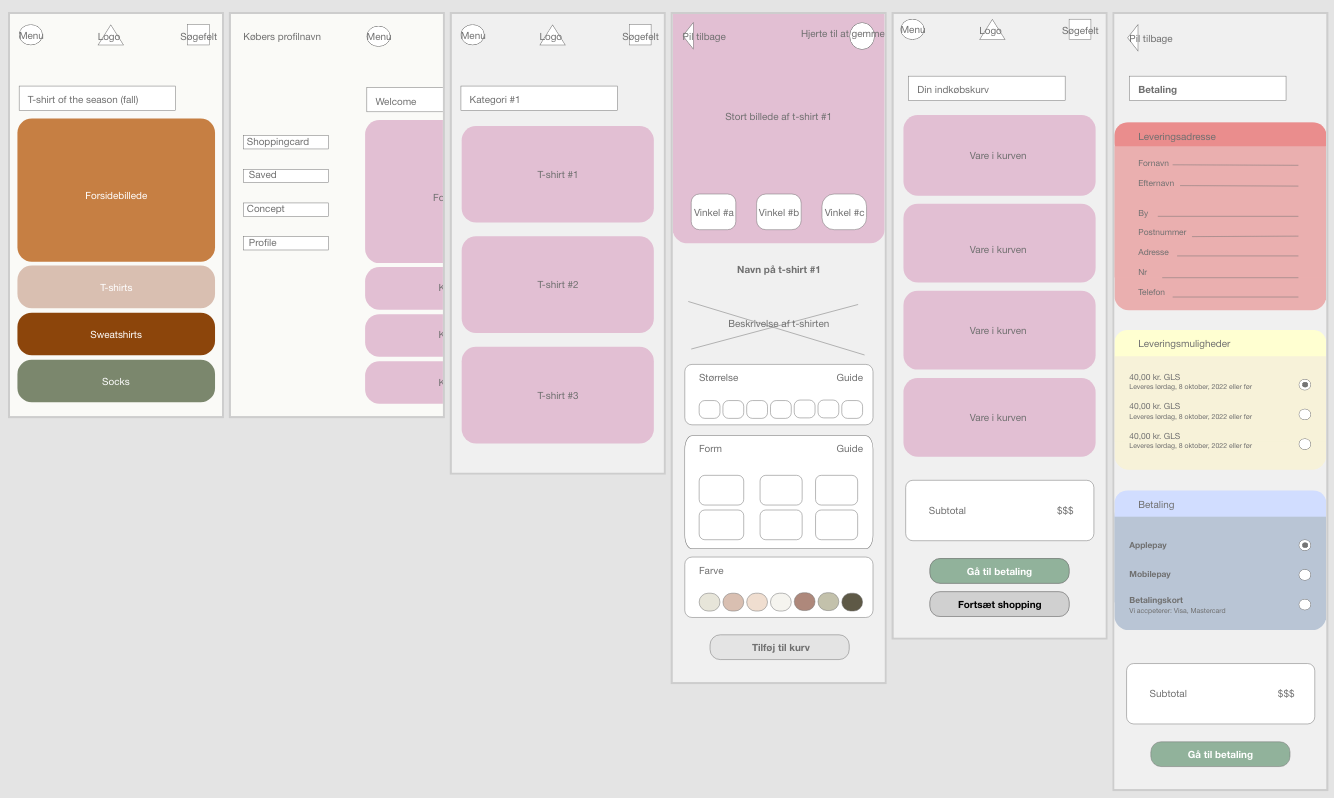 Menu
Logo
Søgefelt
T-shirt of the season (fall)
Forsidebillede
T-shirts
Sweatshirts
Socks
Købers profilnavn
Menu
Welcome
Shoppingcard
Saved
Concept
Profile
Fo
K
K
K
Menu
Logo
Søgefelt
Kategori #1
T-shirt #1
T-shirt #2
T-shirt #3
Pil tilbage
Hjerte til at gemme
Stort billede af t-shirt #1
Vinkel #a
Vinkel #b
Vinkel #c
Navn på t-shirt #1
Beskrivelse af t-shirten
Størrelse
Guide
Form
Guide
Farve
Tilføj til kurv
Menu
Logo
Søgefelt
Din indkøbskurv
Vare i kurven
Vare i kurven
Vare i kurven
Vare i kurven
Subtotal
$$$
Gå til betaling
Fortsæt shopping
Pil tilbage
Betaling
Leveringsadresse
Fornavn
Efternavn
By
Postnummer
Adresse
Nr
Telefon
Leveringsmuligheder
40,00 kr. GLS
Leveres lørdag, 8 oktober, 2022 eller før
40,00 kr. GLS
Leveres lørdag, 8 oktober, 2022 eller før
40,00 kr. GLS
Leveres lørdag, 8 oktober, 2022 eller før
Betaling
Applepay
Mobilepay
Betalingskort
Vi accpeterer: Visa, Mastercard
Subtotal
$$$
Gå til betaling